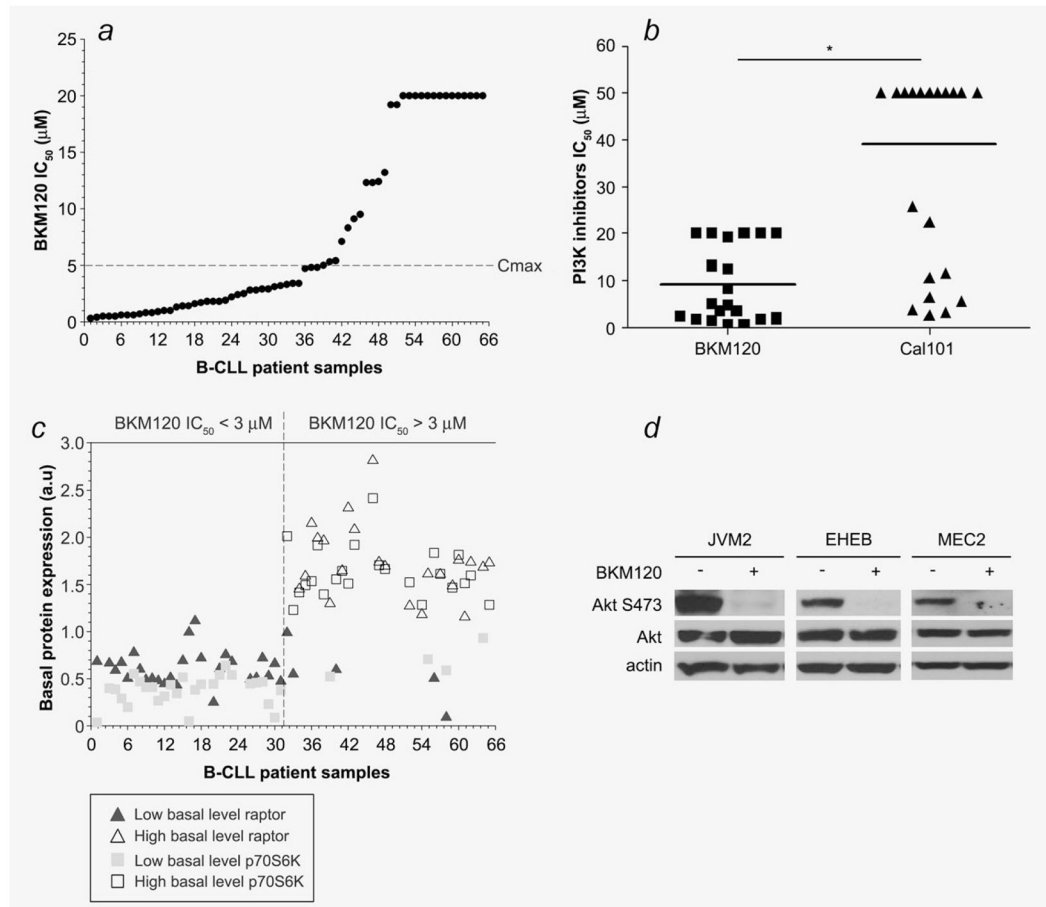 a
25
20
15
10
5
0
BKM120 IC50 (μM)
Cmax
0 6 12 18 24 30 36 42 48 54 60 66
B-CLL patient samples
b
*
60
50
40
30
20
10
0
PI3K inhibitors IC50 (μM)
BKM120 Cal101
c
BKM120 IC50 < 3 μM BKM120 IC50 > 3 μM
3.0
2.5
2.0
1.5
1.0
0.5
0
Basal protein expression (a.u)
0 6 12 18 24 30 36 42 48 54 60 66
B-CLL patient samples
Low basal level raptor
High basal level raptor
Low basal level p70S6K
High basal level p70S6K
d
JVM2 EHEB MEC2
BKM120 - + - + - +
Akt S473
Akt
actin